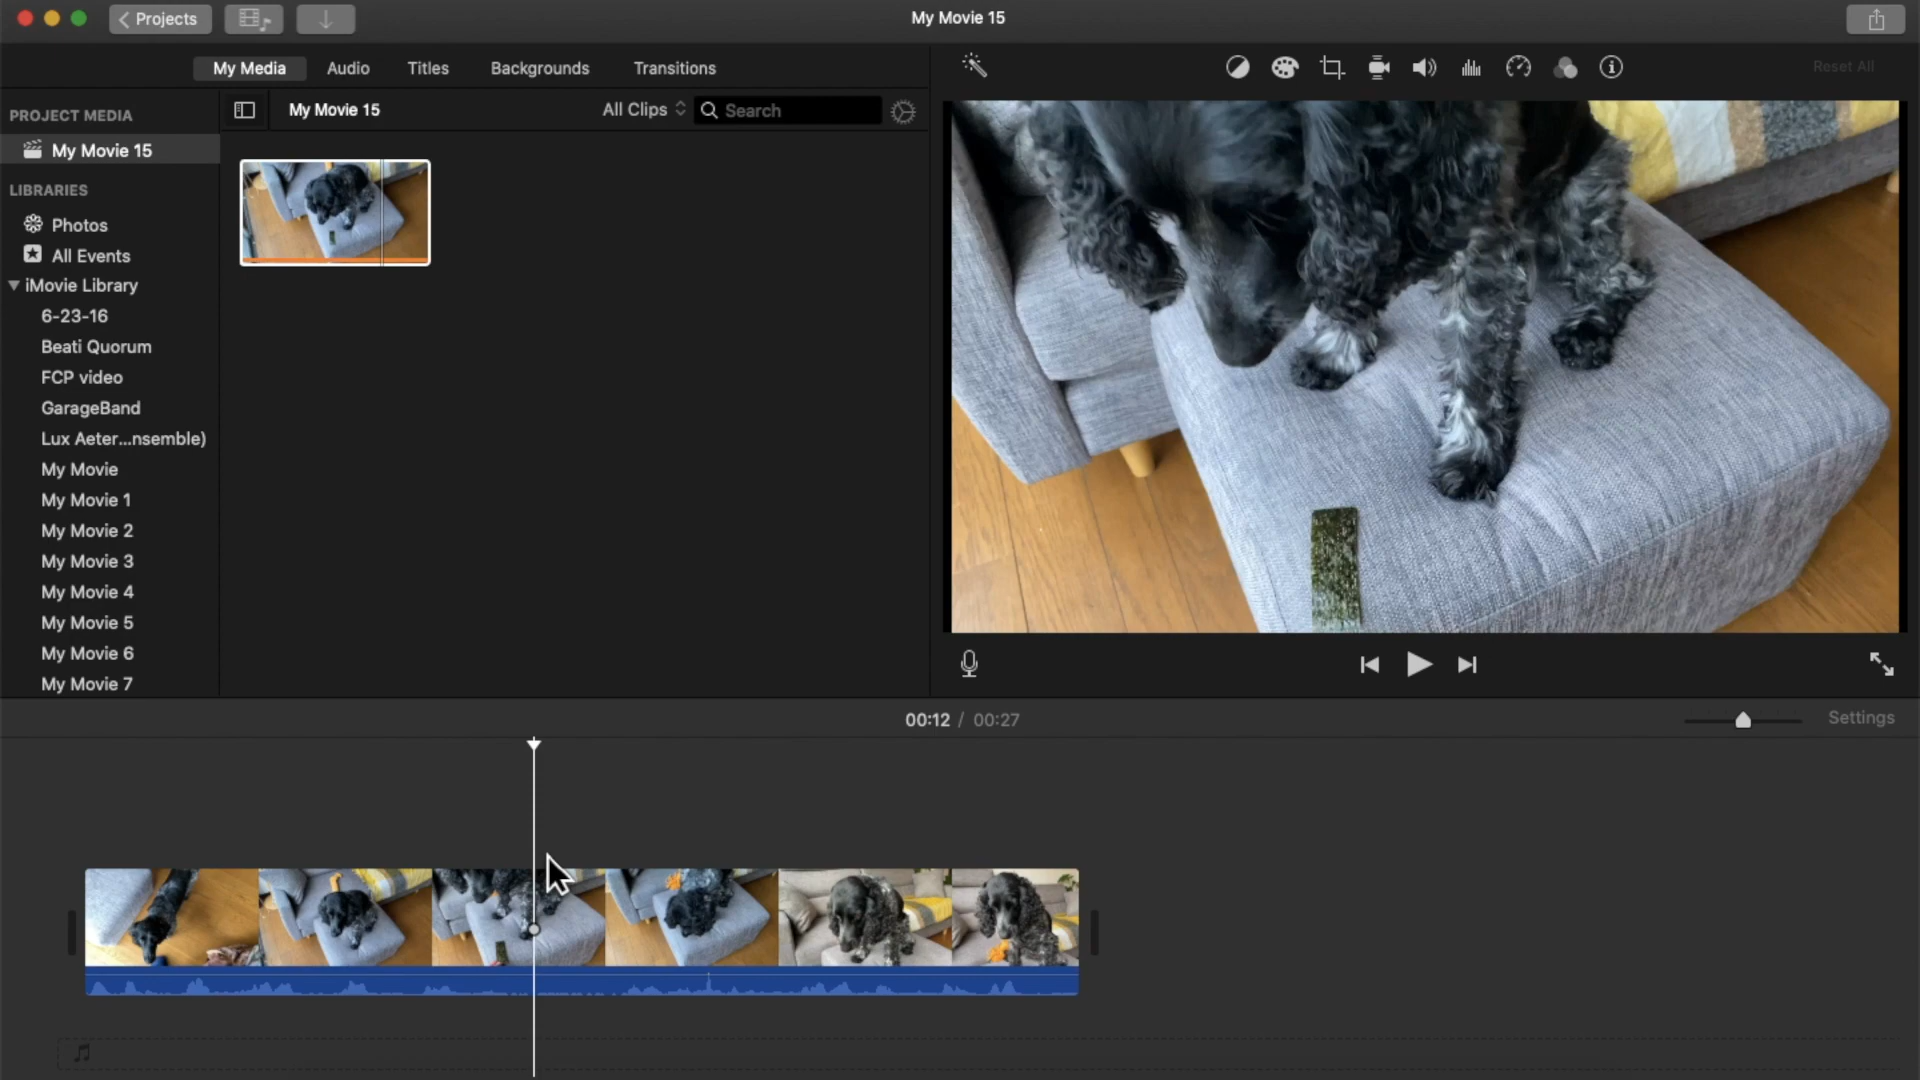 Projects
My Movie 15
My Media
Audio
Titles
Backgrounds
Transitions
Reset All
PROJECT MEDIA
My Movie 15
LIBRARIES
Photos
All Events
iMovie Library
6-23-16
Beati Quorum
FCP video
GarageBand
Lux Aeter...nsemble)
My Movie
My Movie 1
My Movie 2
My Movie 3
My Movie 4
My Movie 5
My Movie 6
My Movie 7
My Movie 15
All Clips
Search
00:12 / 00:27
Settings